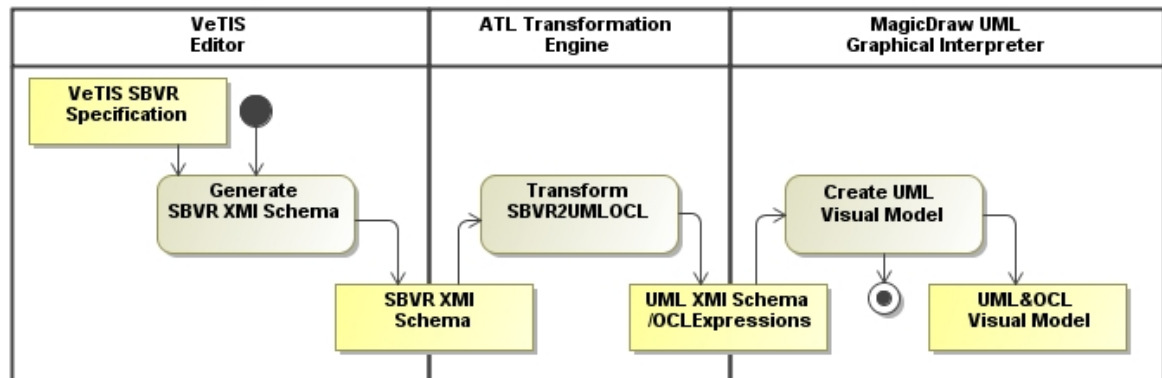 VeTIS
Editor
ATL Transformation
Engine
MagicDraw UML
Graphical Interpreter
VeTIS SBVR
Specification
Generate
SBVR XMI Schema
Transform
SBVR2UMLOCL
Create UML
Visual Model
SBVR XMI
Schema
UML XMI Schema
/OCLExpressions
UML&OCL
Visual Model